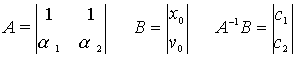 A = |1 1; α₁ α₂| B = |x₀; v₀| A⁻¹B = |c₁; c₂|